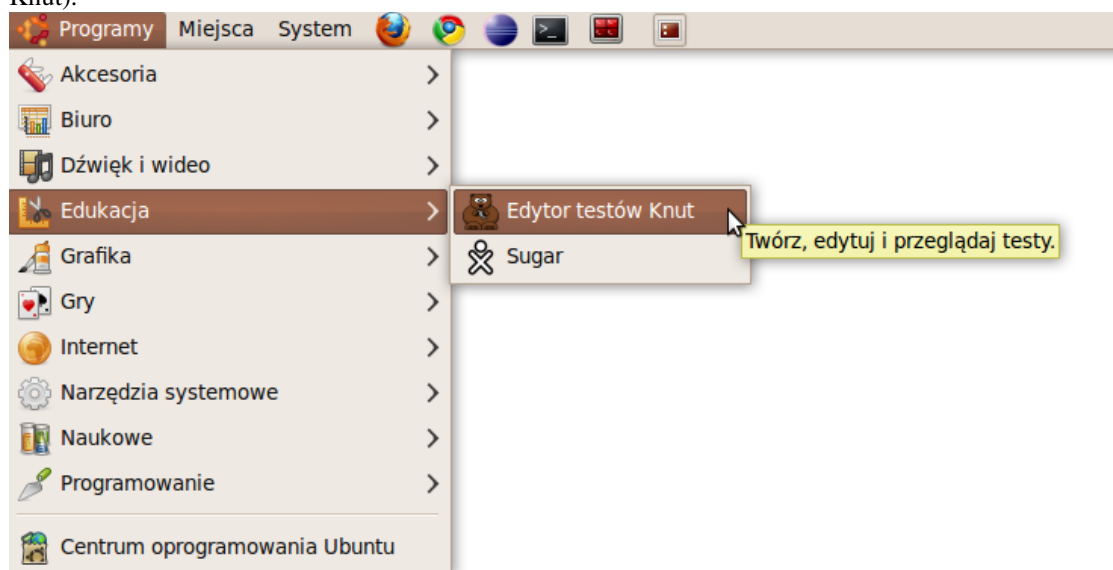 Knut).
Programy Miejsca System
Akcesoria
Biuro
Dźwięk i wideo
Edukacja
Edytor testów Knut
Twórz, edytuj i przeglądaj testy.
Grafika
Sugar
Gry
Internet
Narzędzia systemowe
Naukowe
Programowanie
Centrum oprogramowania Ubuntu